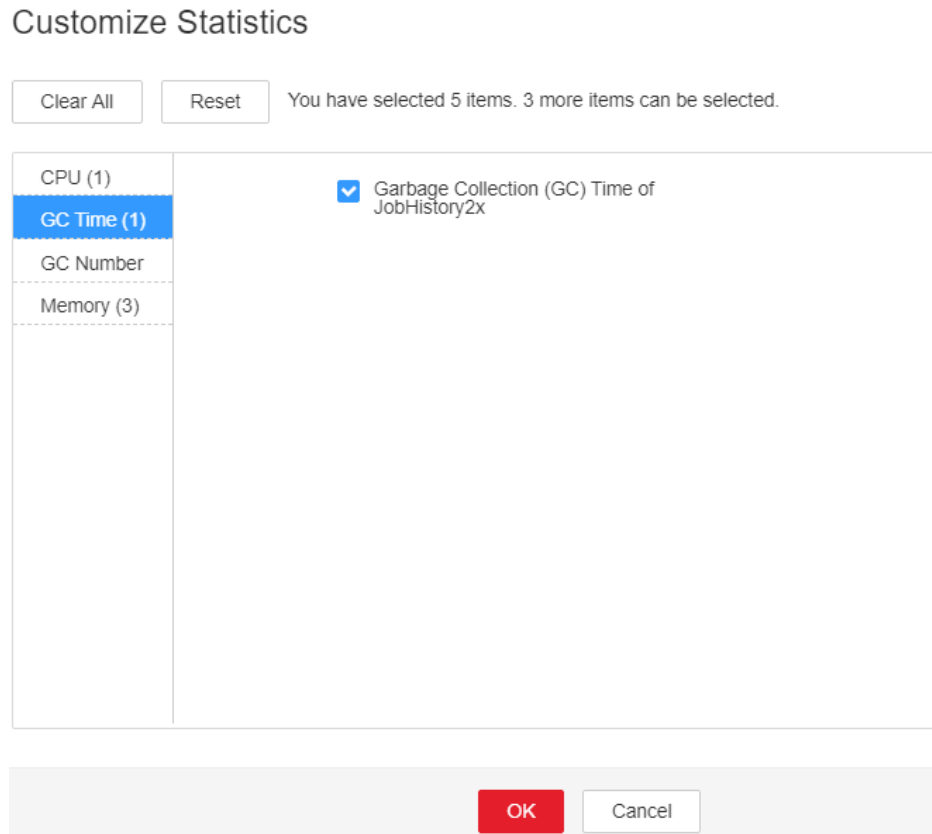 Customize Statistics
Clear All
Reset
You have selected 5 items. 3 more items can be selected.
CPU (1)
GC Time (1)
GC Number
Memory (3)
Garbage Collection (GC) Time of
JobHistory2x
OK
Cancel